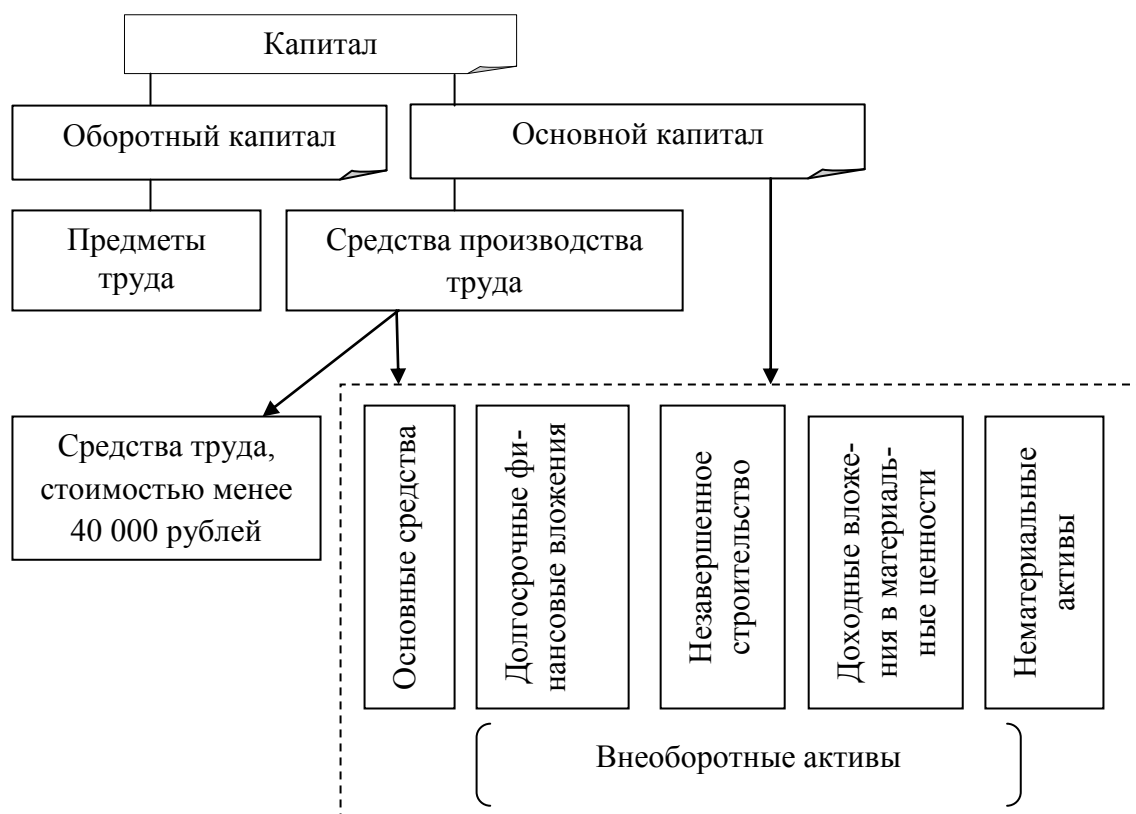 Капитал
Оборотный капитал
Основной капитал
Предметы
труда
Средства производства
труда
Средства труда,
стоимостью менее
40 000 рублей
Основные средства
Долгосрочные фи-
нансовые вложения
Незавершенное
строительство
Доходные вложе-
ния в материаль-
ные ценности
Нематериальные
активы
Внеоборотные активы